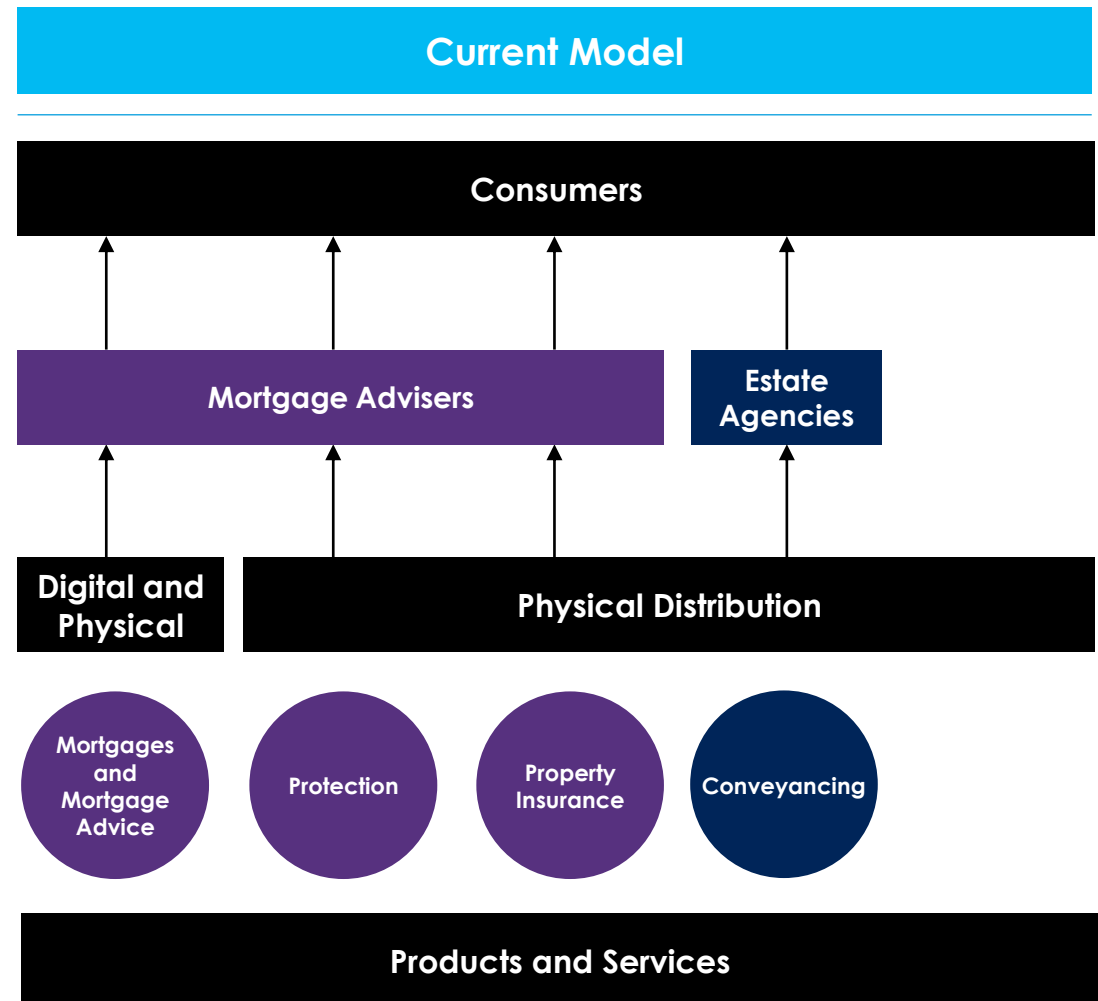 Current Model
Consumers
Mortgage Advisers
Estate
Agencies
Digital and
Physical
Physical Distribution
Mortgages
and
Mortgage
Advice
Protection
Property
Insurance
Conveyancing
Products and Services